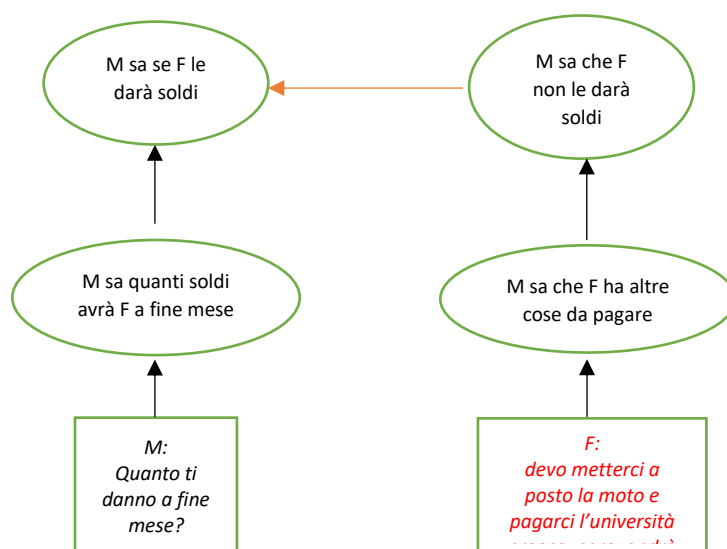 M sa se F le
darà soldi
M sa che F
non le darà
soldi
M sa quanti soldi
avrà F a fine mese
M sa che F ha altre
cose da pagare
M:
Quanto ti
danno a fine
mese?
F:
devo metterci a
posto la moto e
pagarci l’università